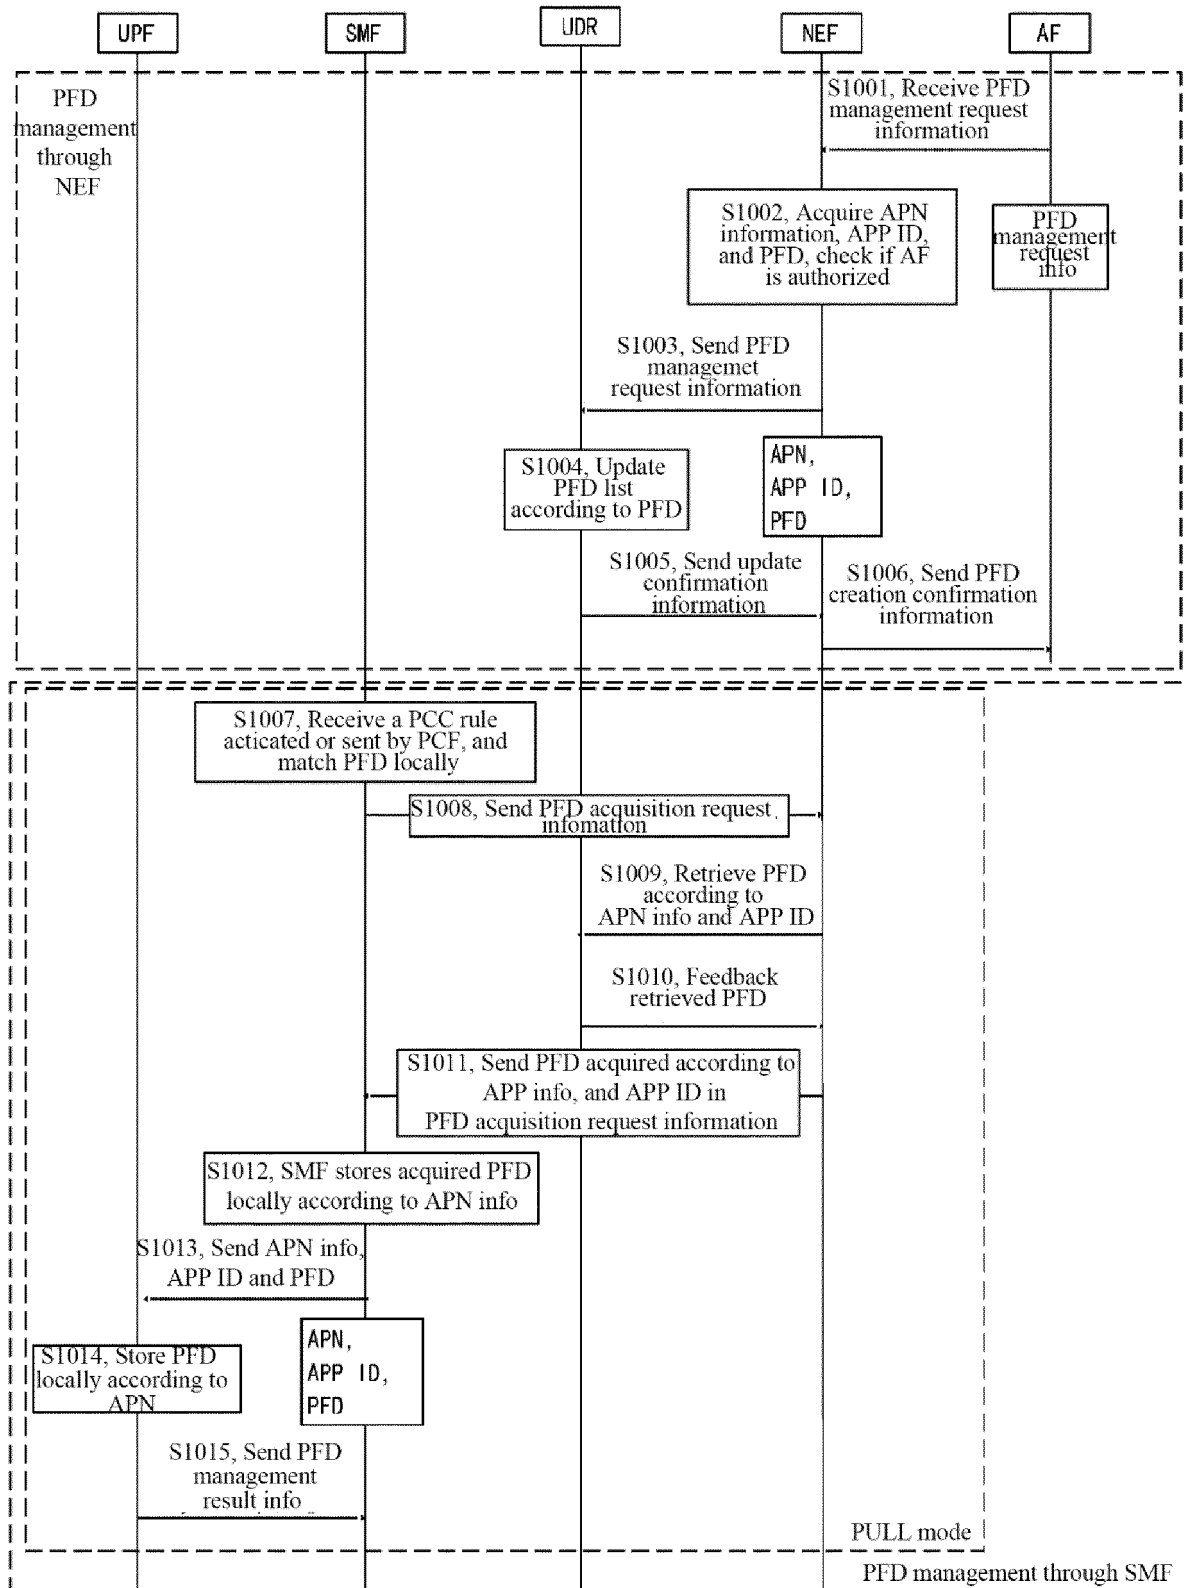 UPF
SMF
UDR
NEF
AF
PFD
management
through
NEF
S1001, Receive PFD
management request
information
S1002, Acquire APN
information, APP ID,
and PFD, check if AF
is authorized
PFD
management
request
info
S1003, Send PFD
managemet
request information
S1004, Update
PFD list
according to PFD
APN,
APP ID,
PFD
S1005, Send update
confirmation
information
S1006, Send PFD
creation confirmation
information
S1007, Receive a PCC rule
acticated or sent by PCF, and
match PFD locally
S1008, Send PFD acquisition request
infomation
S1009, Retrieve PFD
according to
APN info and APP ID
S1010, Feedback
retrieved PFD
S1011, Send PFD acquired according to
APP info, and APP ID in
PFD acquisition request information
S1012, SMF stores acquired PFD
locally according to APN info
S1013, Send APN info,
APP ID and PFD
S1014, Store PFD
locally according to
APN
APN,
APP ID,
PFD
S1015, Send PFD
management
result info
PULL mode
PFD management through SMF